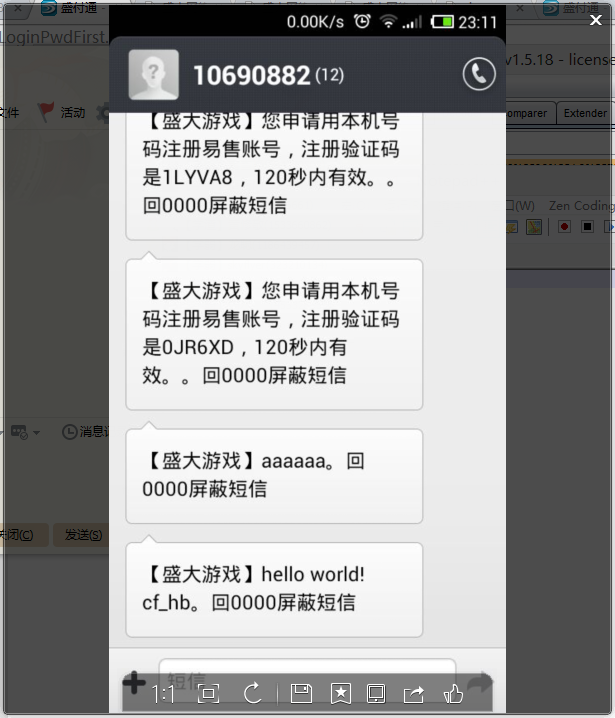 盛付通 -
LoginPwdFirst.
v1.5.18 - license
文件
活动
omparer
Extender
口(W)
Zen Coding
消息记
关闭(C)
发送(S)
0.00K/s
23:11
10690882 (12)
【盛大游戏】您申请用本机号
码注册易售账号，注册验证码
是1LYVA8，120秒内有效。。
回0000屏蔽短信
【盛大游戏】您申请用本机号
码注册易售账号，注册验证码
是0JR6XD，120秒内有
效。。回0000屏蔽短信
【盛大游戏】aaaaaa。回
0000屏蔽短信
【盛大游戏】hello world!
cf_hb。回0000屏蔽短信
短信
1:1